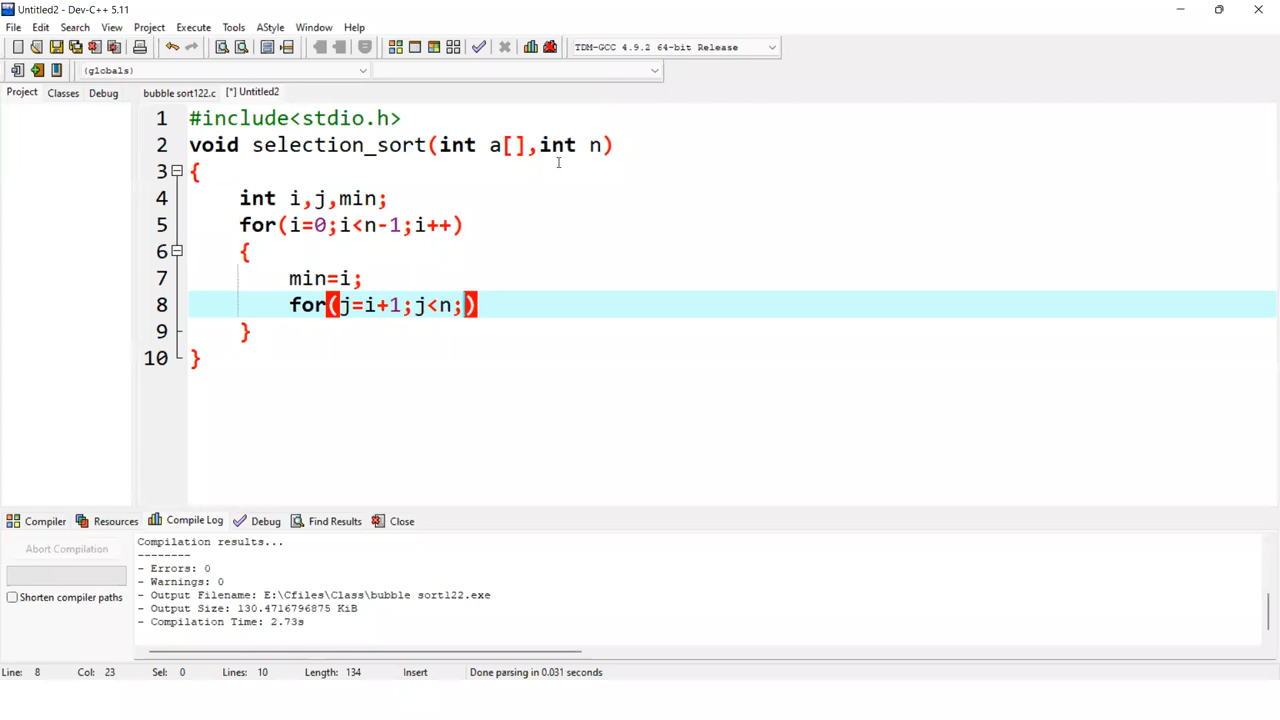 Untitled2 - Dev-C++ 5.11
File Edit Search View Project Execute Tools AStyle Window Help
TDM-GCC 4.9.2 64-bit Release
(globals)
Project Classes Debug bubble sort122.c [*] Untitled2
1 #include<stdio.h>
2 void selection_sort(int a[],int n)
3 {
4 int i,j,min;
5 for(i=0;i<n-1;i++)
6 {
7 min=i;
8 for(j=i+1;j<n;)
9 }
10 }
Compiler Resources Compile Log Debug Find Results Close
Abort Compilation
Shorten compiler paths
Compilation results...
--------
- Errors: 0
- Warnings: 0
- Output Filename: E:\Cfiles\Class\bubble sort122.exe
- Output Size: 130.4716796875 KiB
- Compilation Time: 2.73s
Line: 8 Col: 23 Sel: 0 Lines: 10 Length: 134 Insert Done parsing in 0.031 seconds